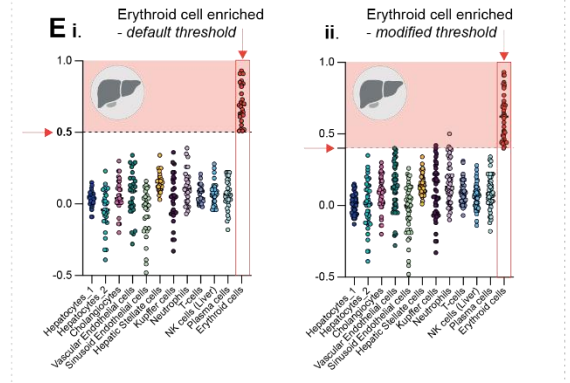 E i.
Erythroid cell enriched
- default threshold
1.0
0.5
0.0
-0.5
Hepatocytes_1
Hepatocytes_2
Cholangiocytes
Vascular Endothelial cells
Sinusoid Endothelial cells
Hepatic Stellate cells
Kupffer cells
Neutrophils
T-cells
NK cells (Liver)
Plasma cells
Erythroid cells
ii.
Erythroid cell enriched
- modified threshold
1.0
0.5
0.0
-0.5
Hepatocytes_1
Hepatocytes_2
Cholangiocytes
Vascular Endothelial cells
Sinusoid Endothelial cells
Hepatic Stellate cells
Kupffer cells
Neutrophils
T-cells
NK cells (Liver)
Plasma cells
Erythroid cells